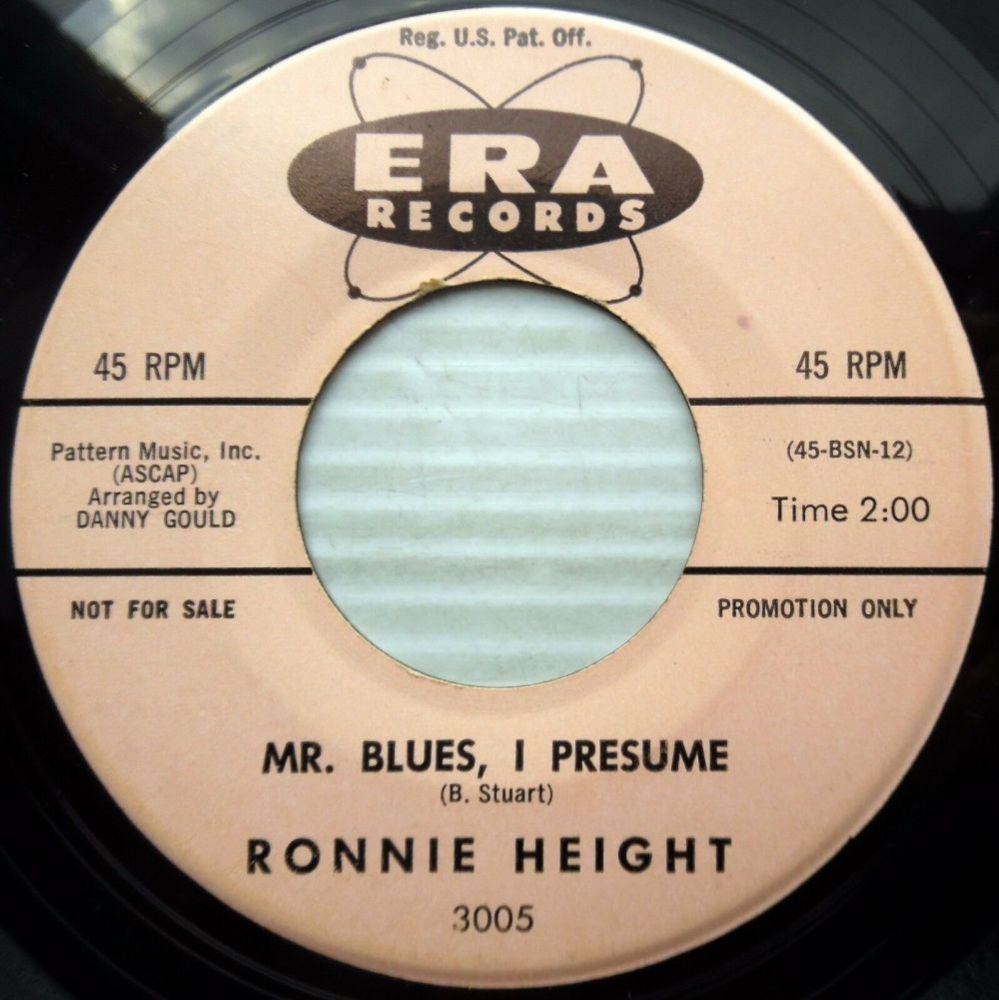 Reg. U.S. Pat. Off.
ERA
RECORDS
45 RPM
45 RPM
Pattern Music, Inc.
(ASCAP)
Arranged by
DANNY GOULD
(45-BSN-12)
Time 2:00
NOT FOR SALE
PROMOTION ONLY
MR. BLUES, I PRESUME
(B. Stuart)
RONNIE HEIGHT
3005